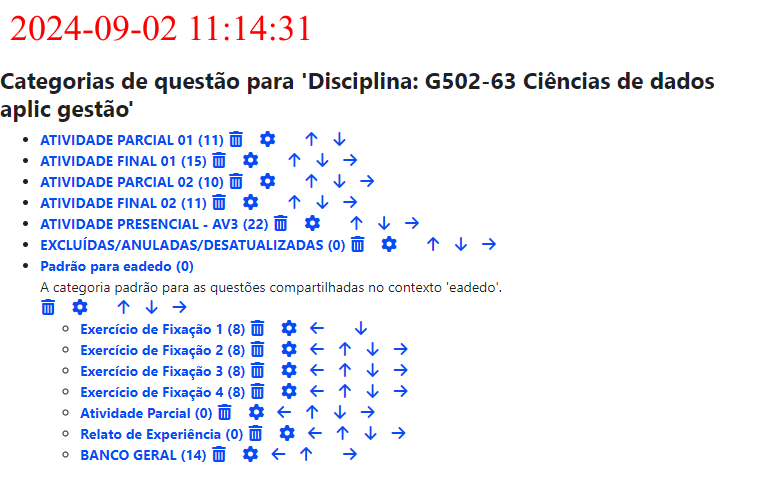 2024-09-02 11:14:31
Categorias de questão para 'Disciplina: G502-63 Ciências de dados
aplic gestão'
ATIVIDADE PARCIAL 01 (11)
ATIVIDADE FINAL 01 (15)
ATIVIDADE PARCIAL 02 (10)
ATIVIDADE FINAL 02 (11)
ATIVIDADE PRESENCIAL - AV3 (22)
EXCLUÍDAS/ANULADAS/DESATUALIZADAS (0)
Padrão para eadedo (0)
A categoria padrão para as questões compartilhadas no contexto 'eadedo'.
Exercício de Fixação 1 (8)
Exercício de Fixação 2 (8)
Exercício de Fixação 3 (8)
Exercício de Fixação 4 (8)
Atividade Parcial (0)
Relato de Experiência (0)
BANCO GERAL (14)